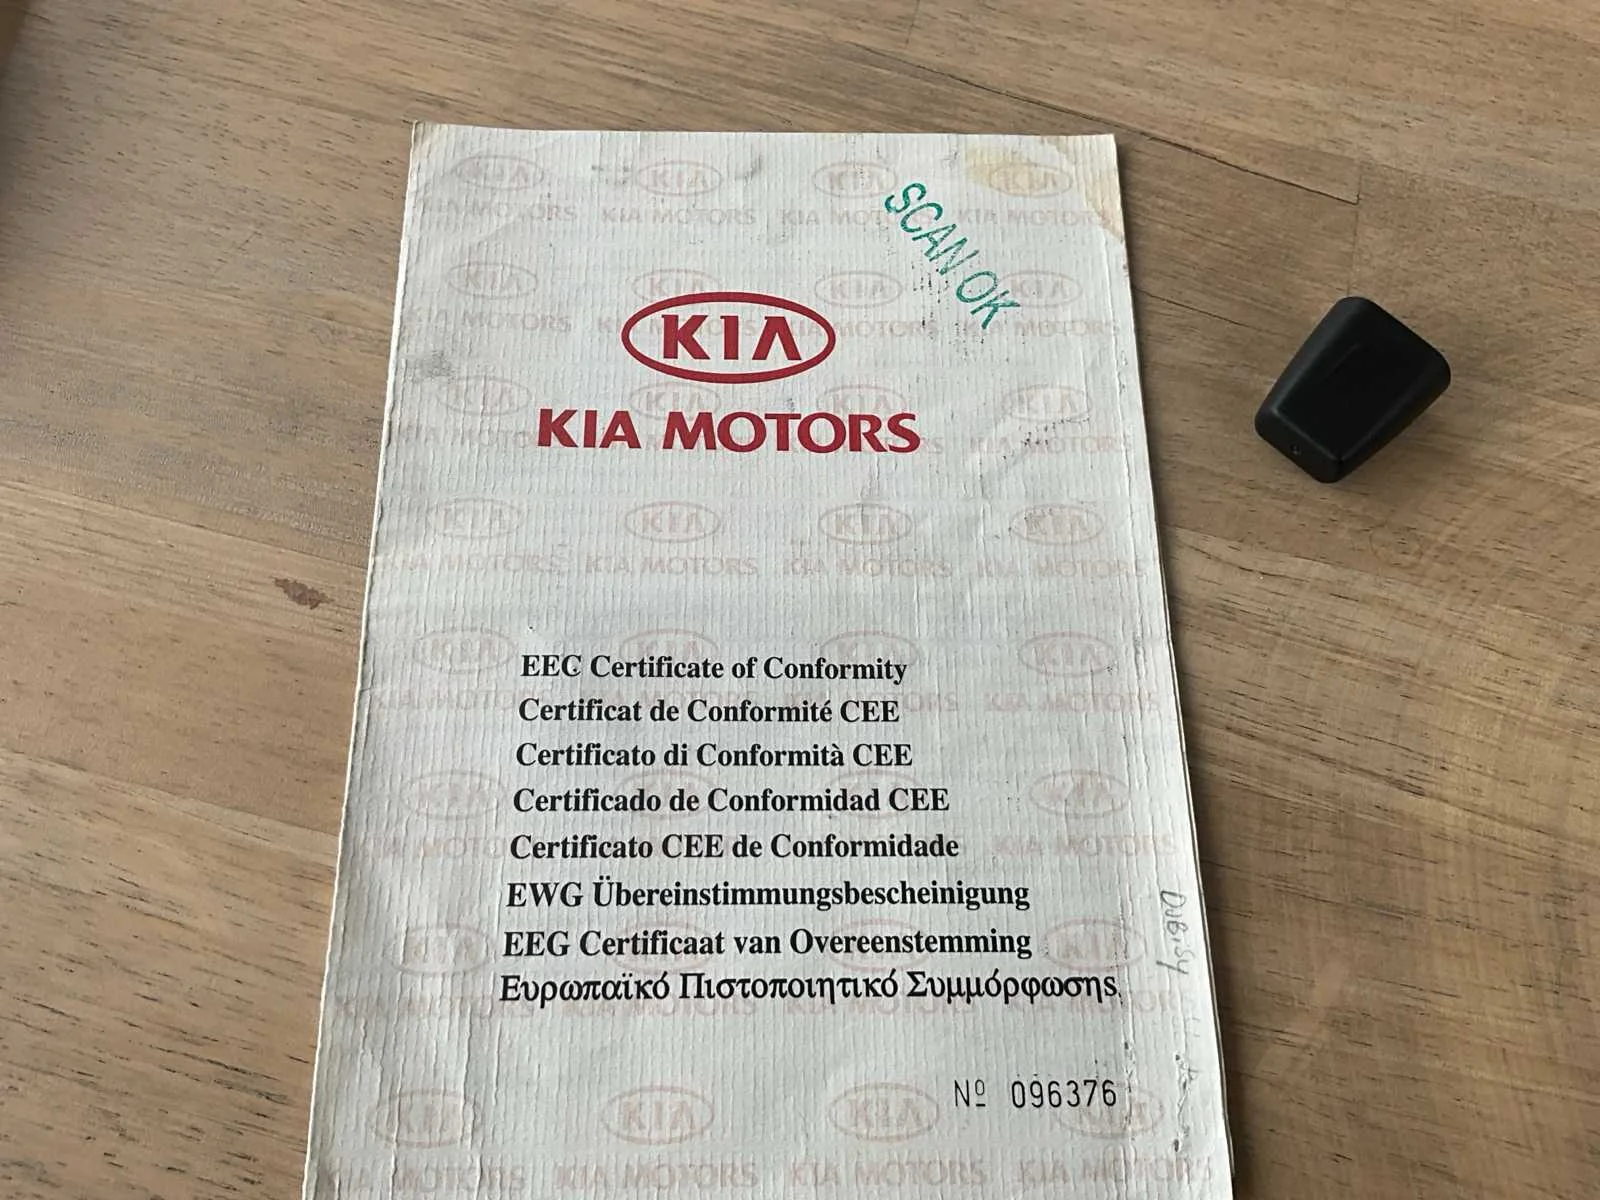 SCAN OK
KIA
KIA MOTORS
EEC Certificate of Conformity
Certificat de Conformité CEE
Certificato di Conformità CEE
Certificado de Conformidad CEE
Certificato CEE de Conformidade
EWG Übereinstimmungsbescheinigung
EEG Certificaat van Overeenstemming
Ευρωπαϊκό Πιστοποιητικό Συμμόρφωσης
Nº 096376